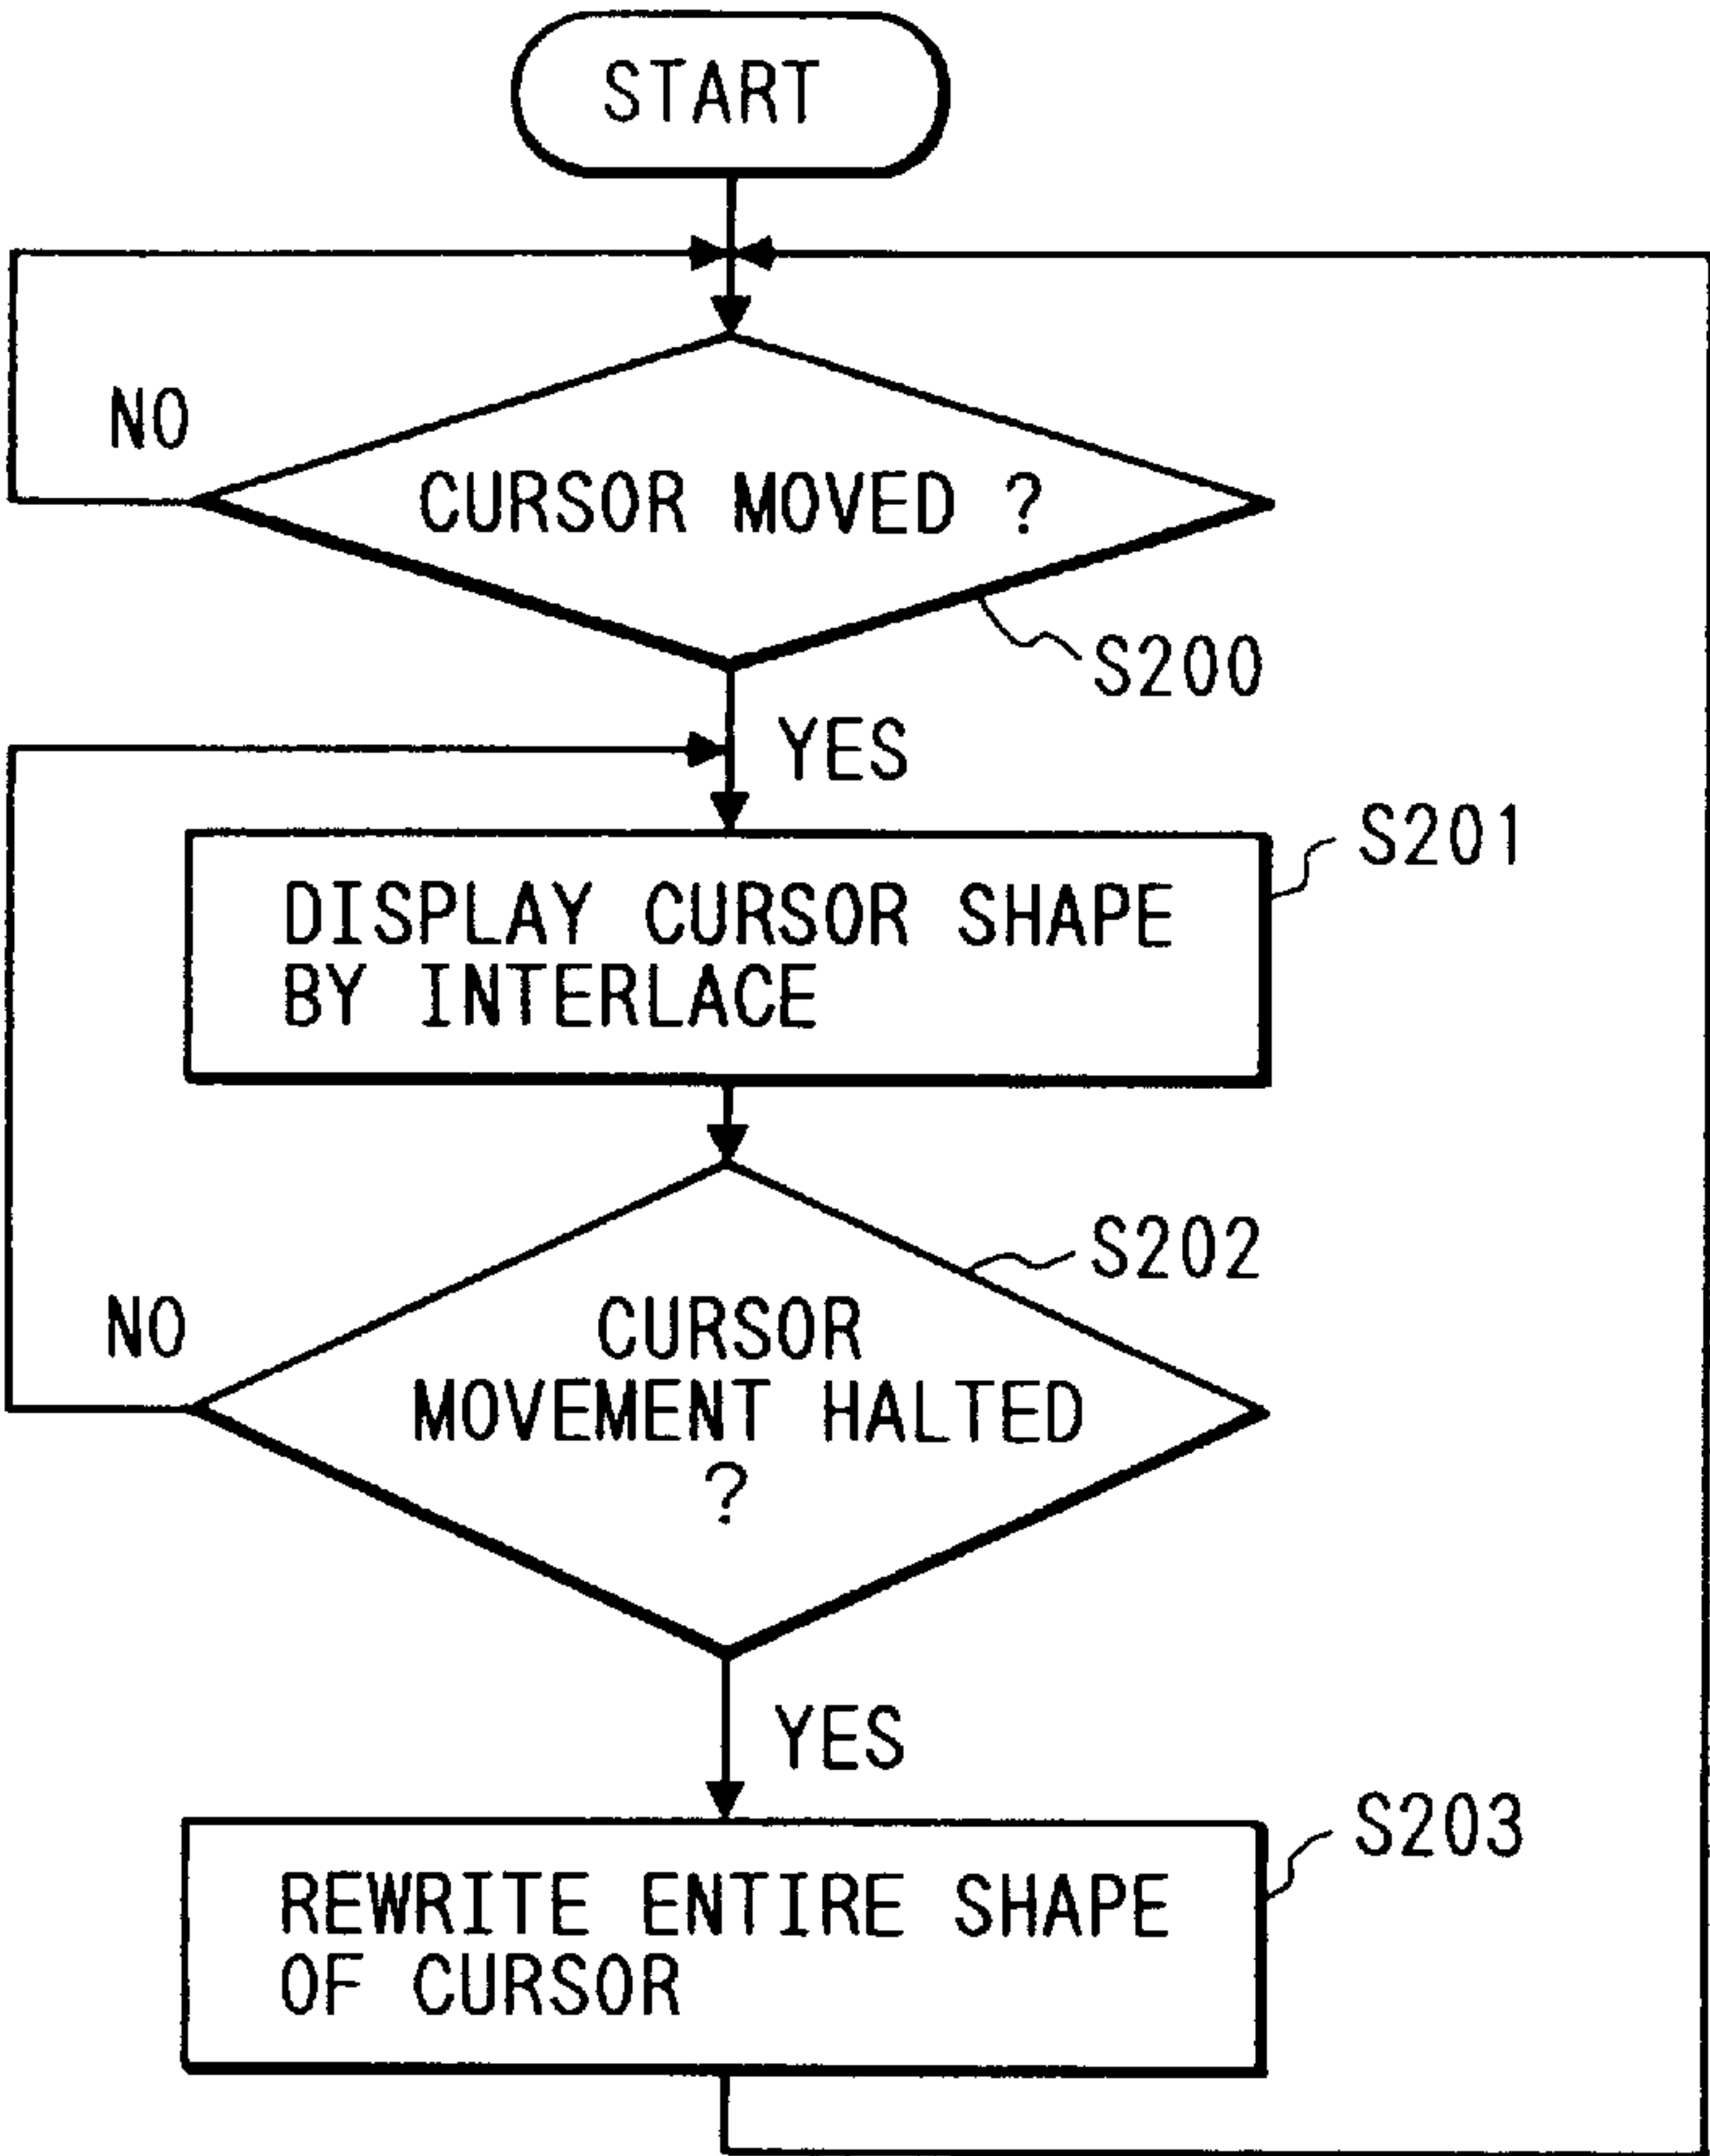 START
NO
CURSOR MOVED ?
S200
YES
S201
DISPLAY CURSOR SHAPE
BY INTERLACE
S202
NO
CURSOR
MOVEMENT HALTED
?
YES
S203
REWRITE ENTIRE SHAPE
OF CURSOR